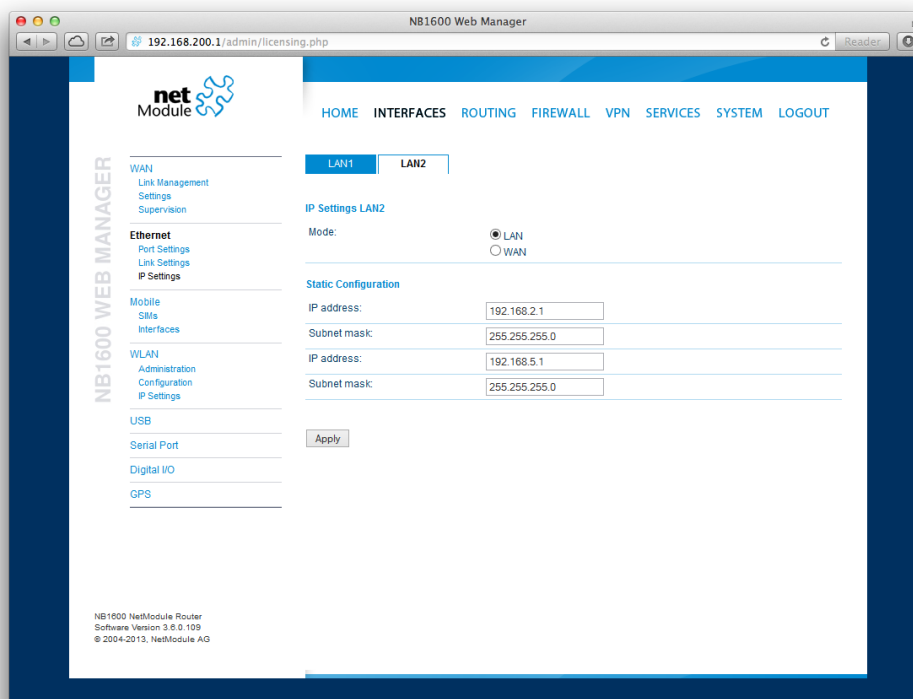 NB1600 Web Manager
192.168.200.1/admin/licensing.php
Reader
net
Module
HOME INTERFACES ROUTING FIREWALL VPN SERVICES SYSTEM LOGOUT
NB1600 WEB MANAGER
WAN
Link Management
Settings
Supervision
Ethernet
Port Settings
Link Settings
IP Settings
Mobile
SIMs
Interfaces
WLAN
Administration
Configuration
IP Settings
USB
Serial Port
Digital I/O
GPS
LAN1 LAN2
IP Settings LAN2
Mode:
LAN
WAN
Static Configuration
IP address: 192.168.2.1
Subnet mask: 255.255.255.0
IP address: 192.168.5.1
Subnet mask: 255.255.255.0
Apply
NB1600 NetModule Router
Software Version 3.6.0.109
© 2004-2013, NetModule AG